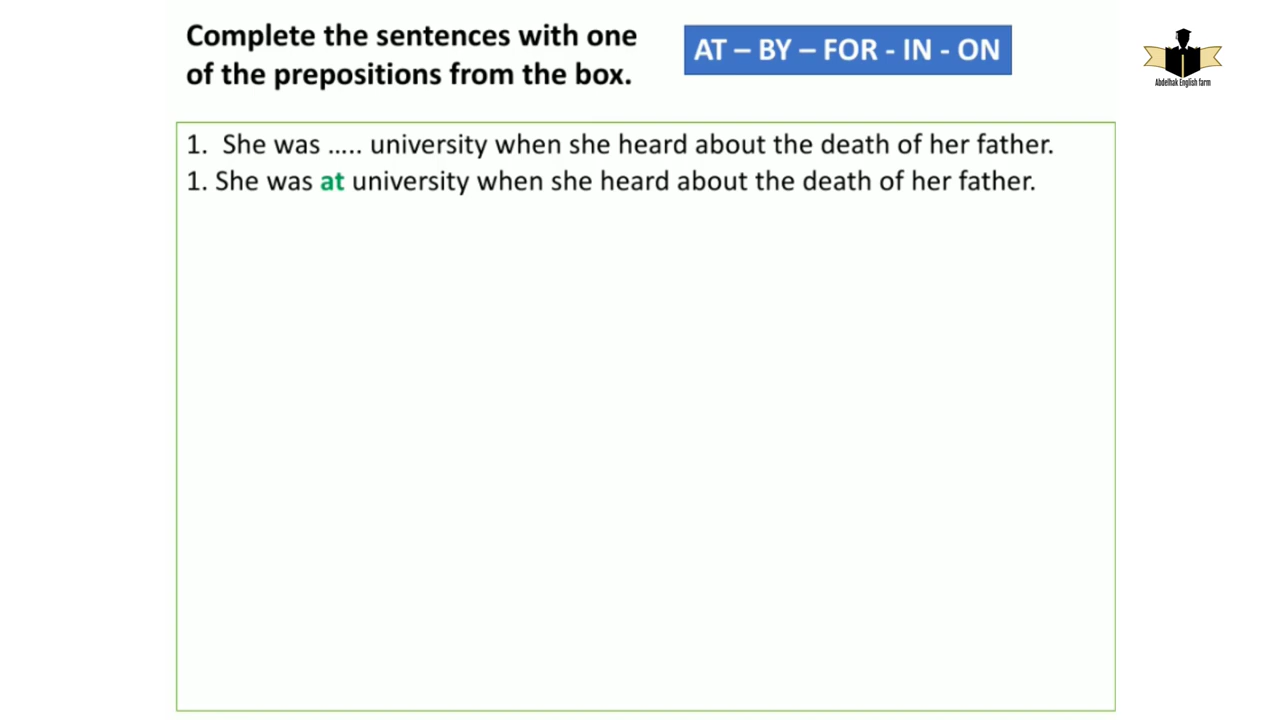 Complete the sentences with one
of the prepositions from the box.
AT – BY – FOR - IN - ON
Abdelhak English farm
1. She was ..... university when she heard about the death of her father.
1. She was at university when she heard about the death of her father.